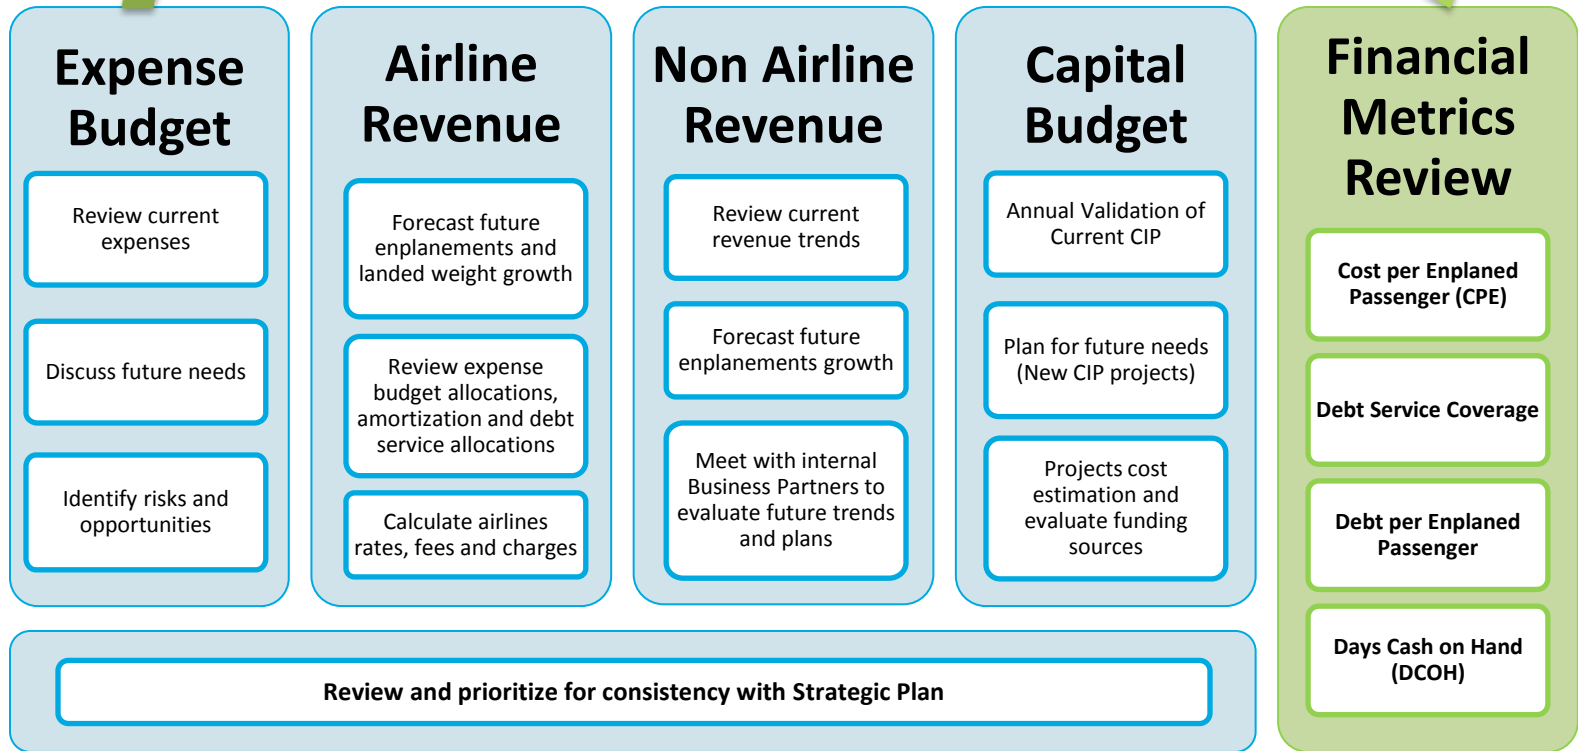 Expense
Budget
Review current
expenses
Discuss future needs
Identify risks and
opportunities
Airline
Revenue
Forecast future
enplanements and
landed weight growth
Review expense
budget allocations,
amortization and debt
service allocations
Calculate airlines
rates, fees and charges
Non Airline
Revenue
Review current
revenue trends
Forecast future
enplanements growth
Meet with internal
Business Partners to
evaluate future trends
and plans
Capital
Budget
Annual Validation of
Current CIP
Plan for future needs
(New CIP projects)
Projects cost
estimation and
evaluate funding
sources
Financial
Metrics
Review
Cost per Enplaned
Passenger (CPE)
Debt Service Coverage
Debt per Enplaned
Passenger
Days Cash on Hand
(DCOH)
Review and prioritize for consistency with Strategic Plan